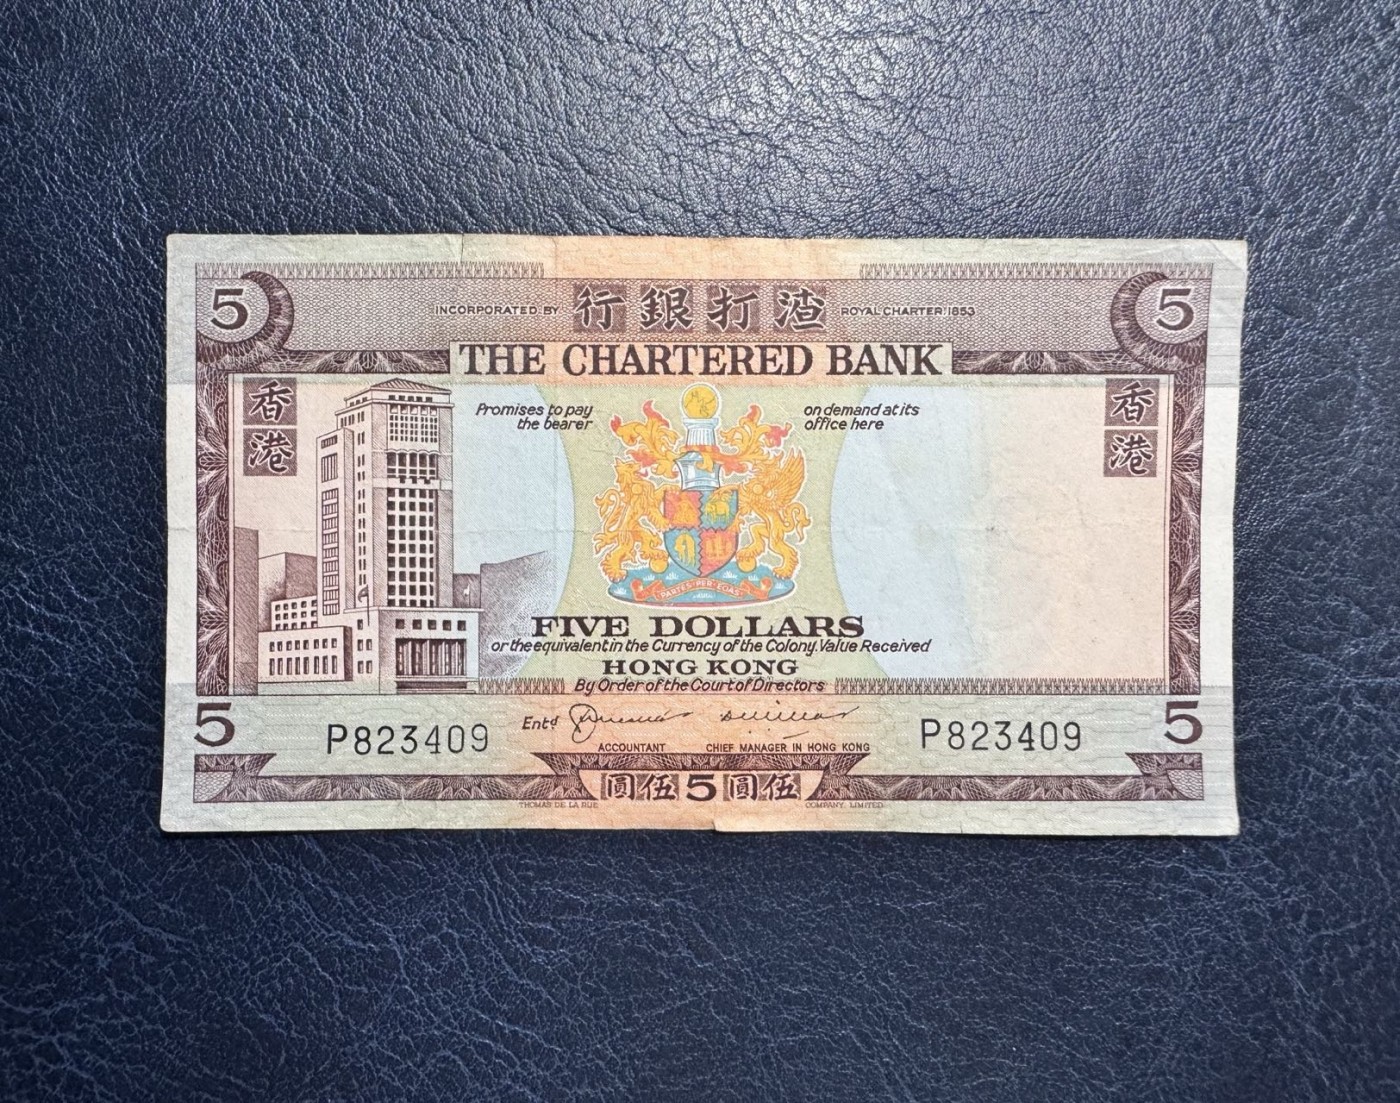 5 INCORPORATED BY 行銀打渣 ROYAL CHARTER 1853 5
THE CHARTERED BANK
香港
香港
Promises to pay the bearer
on demand at its office here
PARTES PER EOAS
FIVE DOLLARS
or the equivalent in the Currency of the Colony. Value Received
HONG KONG
By Order of the Court of Directors
5 5
P823409 Entd P823409
ACCOUNTANT CHIEF MANAGER IN HONG KONG
圓伍 5 圓伍
THOMAS DE LA RUE COMPANY, LIMITED